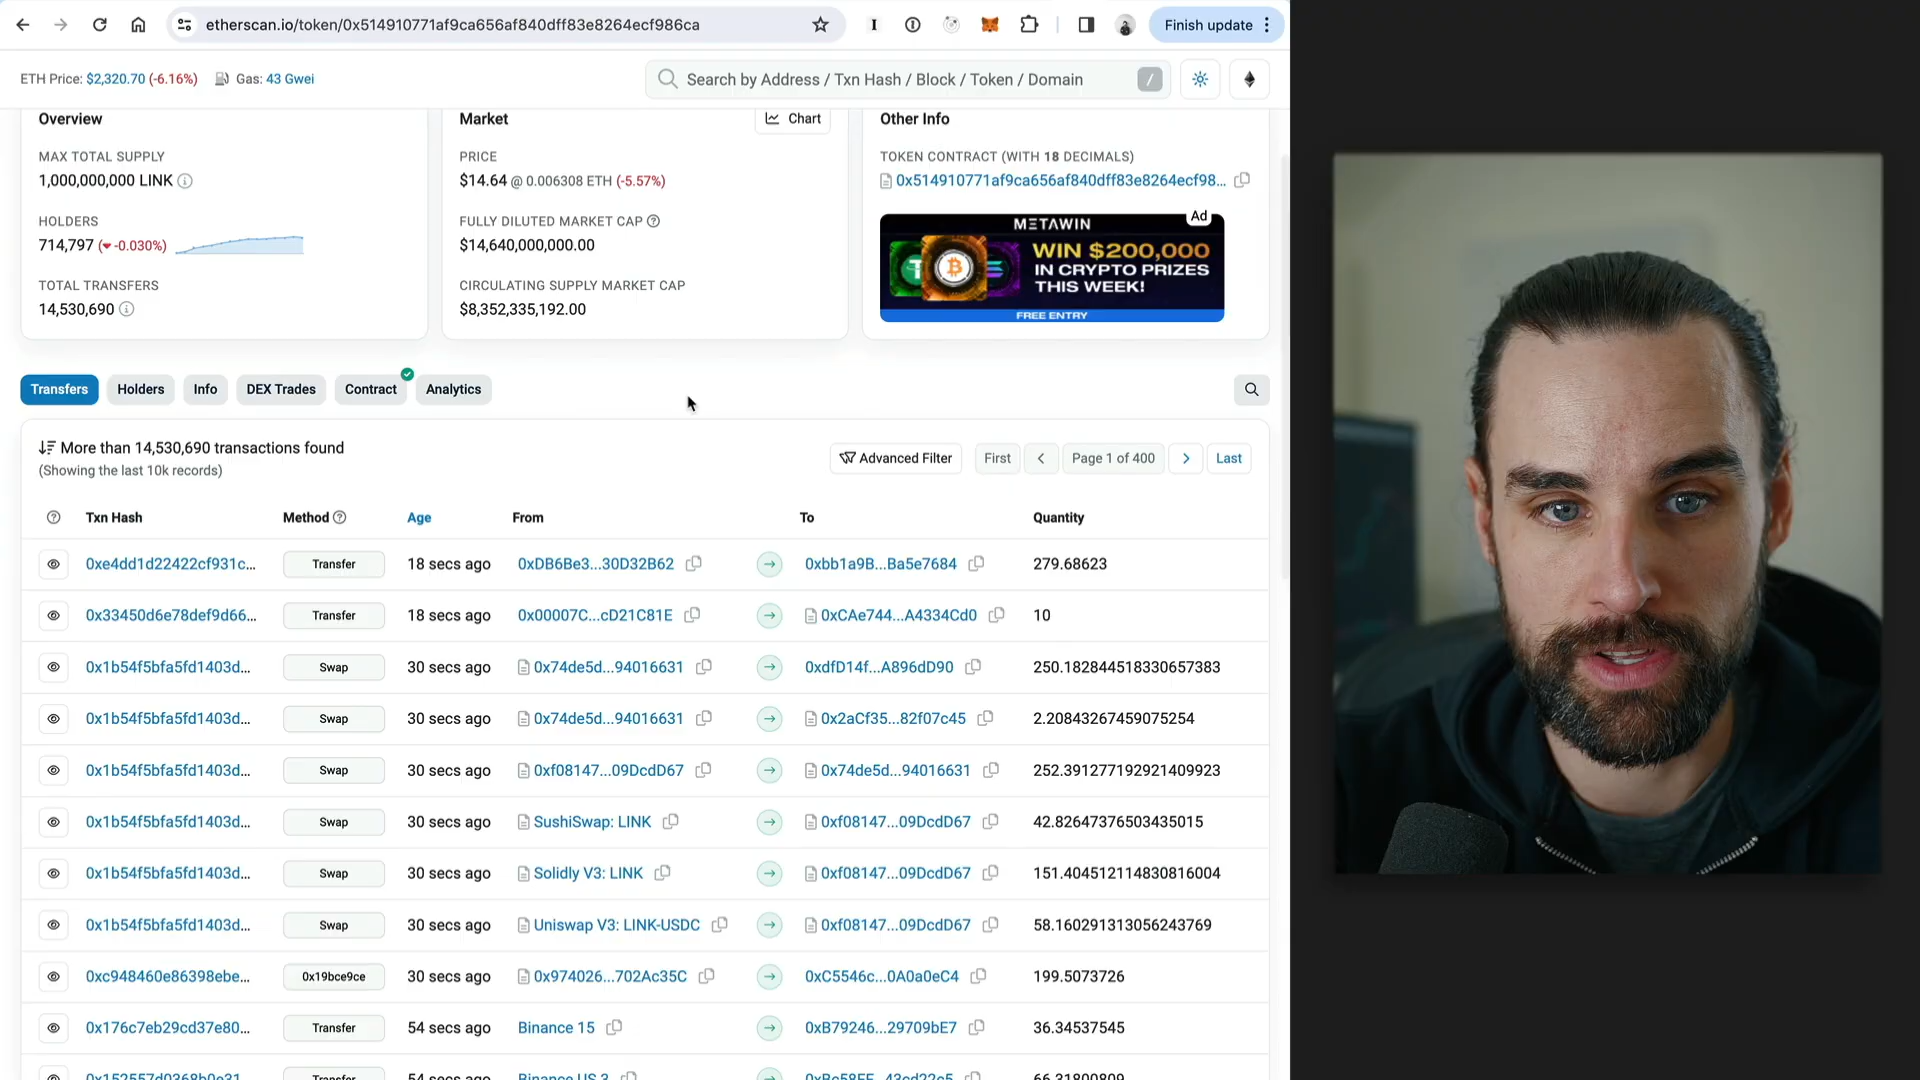 etherscan.io/token/0x514910771af9ca656af840dff83e8264ecf986ca
Finish update
ETH Price: $2,320.70 (-6.16%) Gas: 43 Gwei
Search by Address / Txn Hash / Block / Token / Domain /
Overview
MAX TOTAL SUPPLY
1,000,000,000 LINK
HOLDERS
714,797 (-0.030%)
TOTAL TRANSFERS
14,530,690
Market
Chart
PRICE
$14.64 @ 0.006308 ETH (-5.57%)
FULLY DILUTED MARKET CAP
$14,640,000,000.00
CIRCULATING SUPPLY MARKET CAP
$8,352,335,192.00
Other Info
TOKEN CONTRACT (WITH 18 DECIMALS)
0x514910771af9ca656af840dff83e8264ecf98...
Ad
METAWIN
WIN $200,000
IN CRYPTO PRIZES
THIS WEEK!
FREE ENTRY
Transfers Holders Info DEX Trades Contract Analytics
More than 14,530,690 transactions found
(Showing the last 10k records)
Advanced Filter First Page 1 of 400 Last
Txn Hash Method Age From To Quantity
0xe4dd1d22422cf931c... Transfer 18 secs ago 0xDB6Be3...30D32B62 0xbb1a9B...Ba5e7684 279.68623
0x33450d6e78def9d66... Transfer 18 secs ago 0x00007C...cD21C81E 0xCAe744...A4334Cd0 10
0x1b54f5bfa5fd1403d... Swap 30 secs ago 0x74de5d...94016631 0xdfD14f...A896dD90 250.182844518330657383
0x1b54f5bfa5fd1403d... Swap 30 secs ago 0x74de5d...94016631 0x2aCf35...82f07c45 2.20843267459075254
0x1b54f5bfa5fd1403d... Swap 30 secs ago 0xf08147...09DcdD67 0x74de5d...94016631 252.391277192921409923
0x1b54f5bfa5fd1403d... Swap 30 secs ago SushiSwap: LINK 0xf08147...09DcdD67 42.82647376503435015
0x1b54f5bfa5fd1403d... Swap 30 secs ago Solidly V3: LINK 0xf08147...09DcdD67 151.404512114830816004
0x1b54f5bfa5fd1403d... Swap 30 secs ago Uniswap V3: LINK-USDC 0xf08147...09DcdD67 58.160291313056243769
0xc948460e86398ebe... 0x19bce9ce 30 secs ago 0x974026...702Ac35C 0xC5546c...0A0a0eC4 199.5073726
0x176c7eb29cd37e80... Transfer 54 secs ago Binance 15 0xB79246...29709bE7 36.34537545
Transfer 54 secs ago Binance US 3